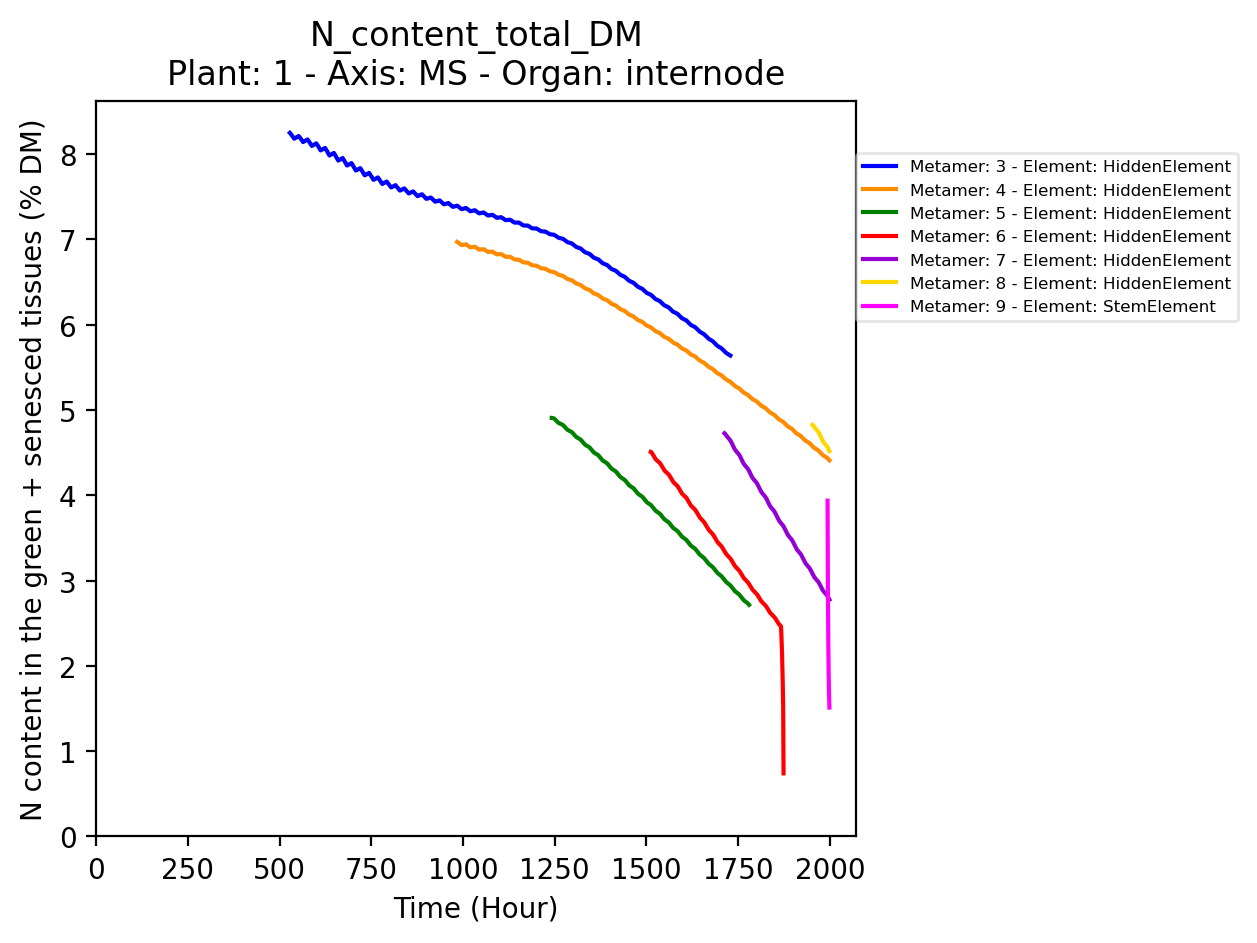 N_content_total_DM
Plant: 1 - Axis: MS - Organ: internode
N content in the green + senesced tissues (% DM)
8
7
6
5
4
3
2
1
0
0 250 500 750 1000 1250 1500 1750 2000
Time (Hour)
Metamer: 3 - Element: HiddenElement
Metamer: 4 - Element: HiddenElement
Metamer: 5 - Element: HiddenElement
Metamer: 6 - Element: HiddenElement
Metamer: 7 - Element: HiddenElement
Metamer: 8 - Element: HiddenElement
Metamer: 9 - Element: StemElement